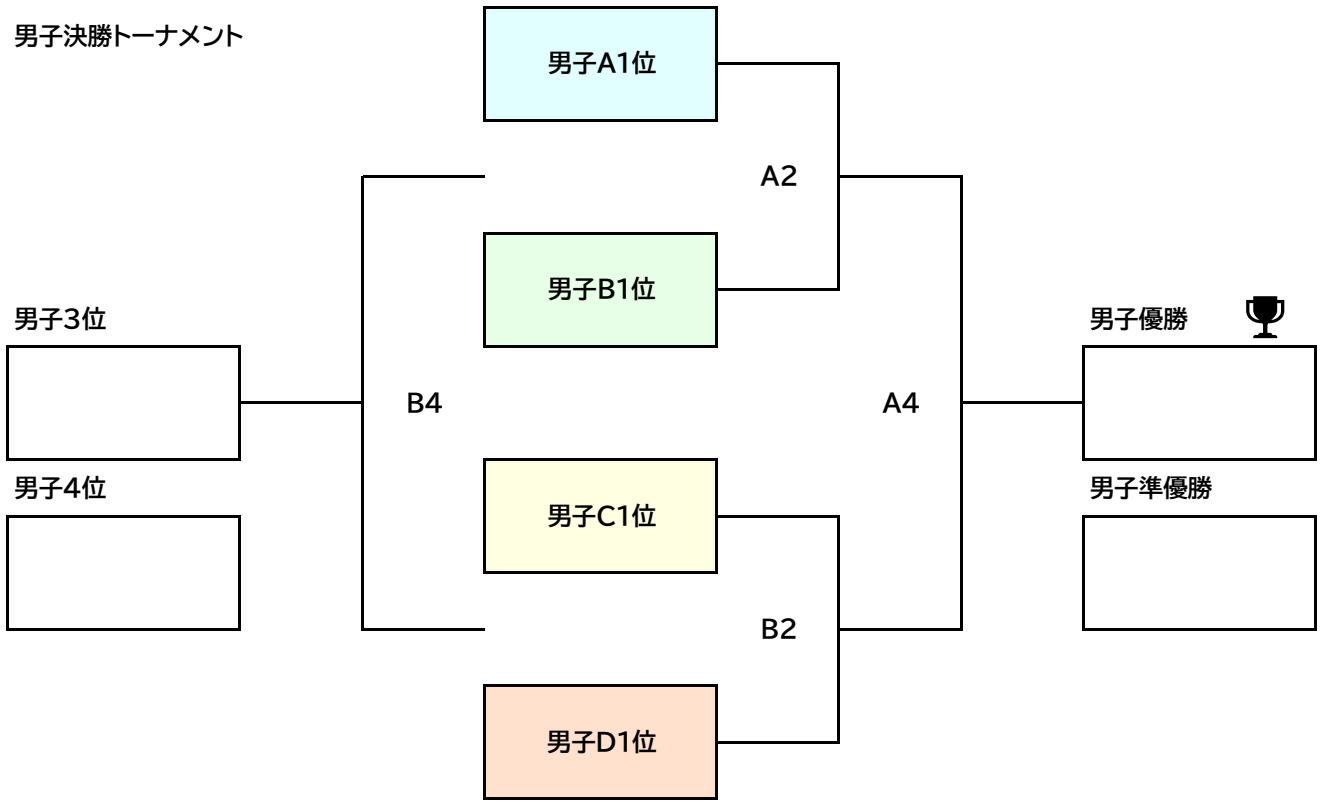 男子決勝トーナメント
男子A1位
A2
男子B1位
男子3位
男子優勝
B4
A4
男子4位
男子準優勝
男子C1位
B2
男子D1位